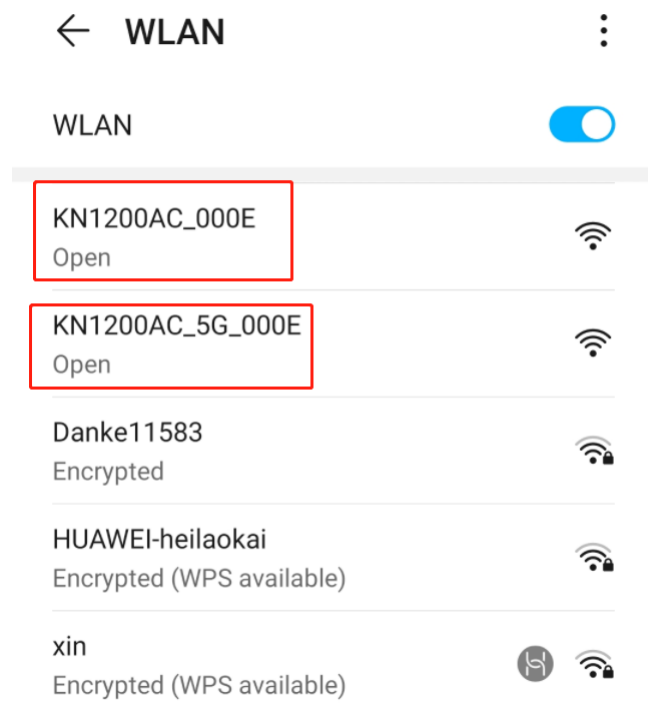 WLAN
WLAN
KN1200AC_000E
Open
KN1200AC_5G_000E
Open
Danke11583
Encrypted
HUAWEI-heilaokai
Encrypted (WPS available)
xin
Encrypted (WPS available)